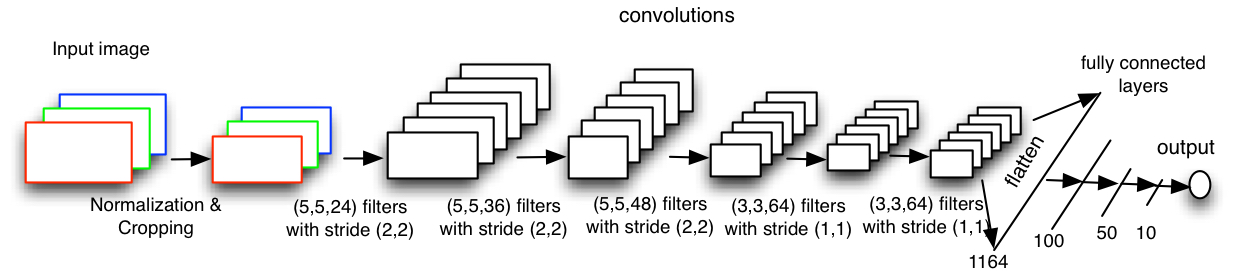 convolutions
Input image
fully connected
layers
flatten
output
Normalization &
Cropping
(5,5,24) filters
with stride (2,2)
(5,5,36) filters
with stride (2,2)
(5,5,48) filters
with stride (2,2)
(3,3,64) filters
with stride (1,1)
(3,3,64) filters
with stride (1,1)
1164
100
50
10